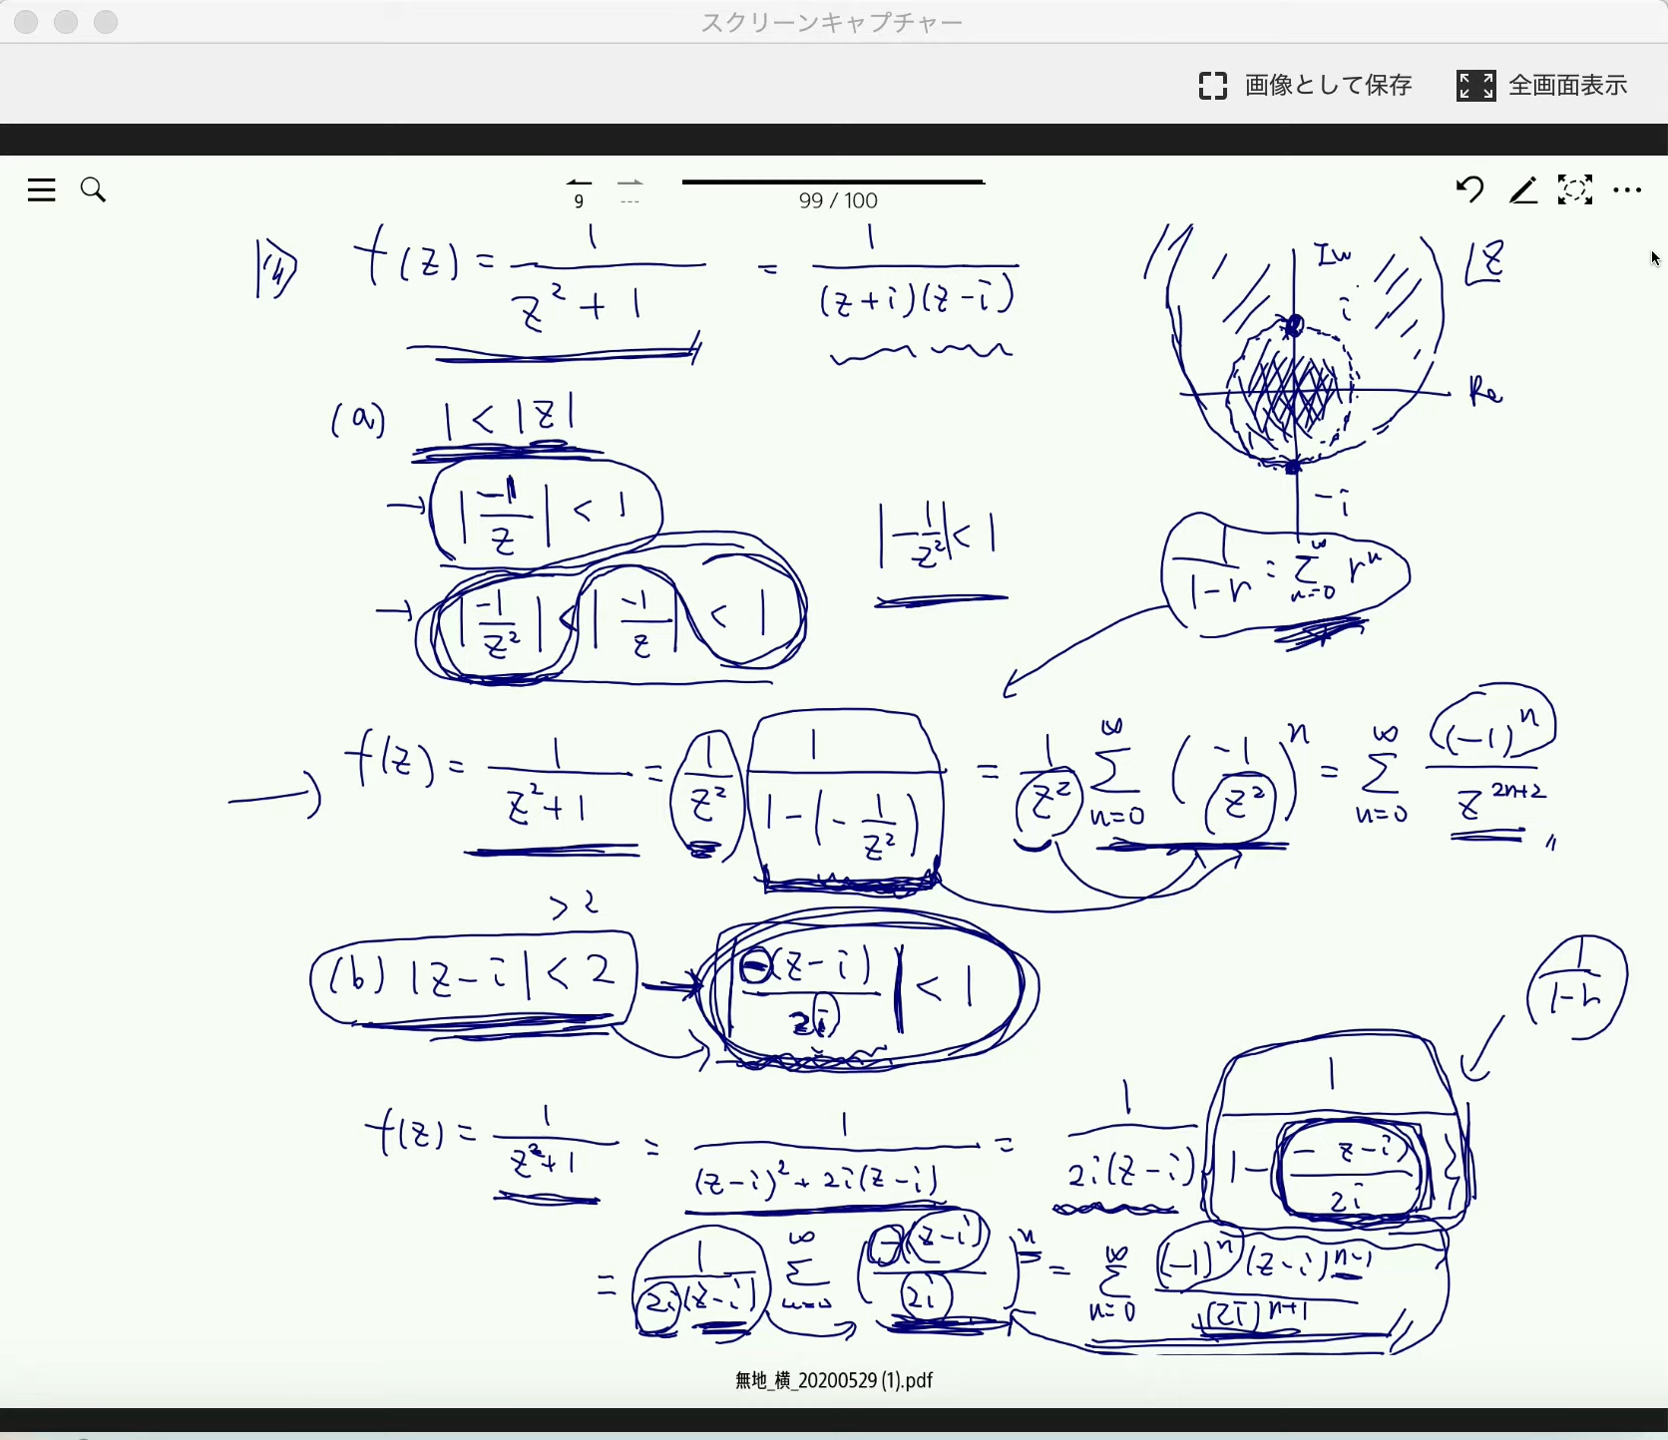 スクリーンキャプチャー
画像として保存 全画面表示
9 --- 99 / 100
例 f(z) = 1/(z²+1) = 1/((z+i)(z-i))
Im i z
Re
-i
(a) 1 < |z|
→ |-1/z| < 1
|-1/z²| < 1
1/(1-r) = Σ_{n=0}^{∞} rⁿ
→ |-1/z²| < |-1/z| < 1
→ f(z) = 1/(z²+1) = 1/z² 1/(1-(-1/z²)) = 1/z² Σ_{n=0}^{∞} (-1/z²)ⁿ = Σ_{n=0}^{∞} (-1)ⁿ/z^{2n+2} 〃
> 2
(b) |z-i| < 2 → |-(z-i)/2i| < 1
1/(1-r)
f(z) = 1/(z²+1) = 1/((z-i)²+2i(z-i)) = 1/(2i(z-i)) 1/(1-{-(z-i)/2i})
= 1/(2i(z-i)) Σ_{n=0}^{∞} (-(z-i)/2i)ⁿ = Σ_{n=0}^{∞} (-1)ⁿ(z-i)^{n-1}/(2i)^{n+1}
無地_横_20200529 (1).pdf